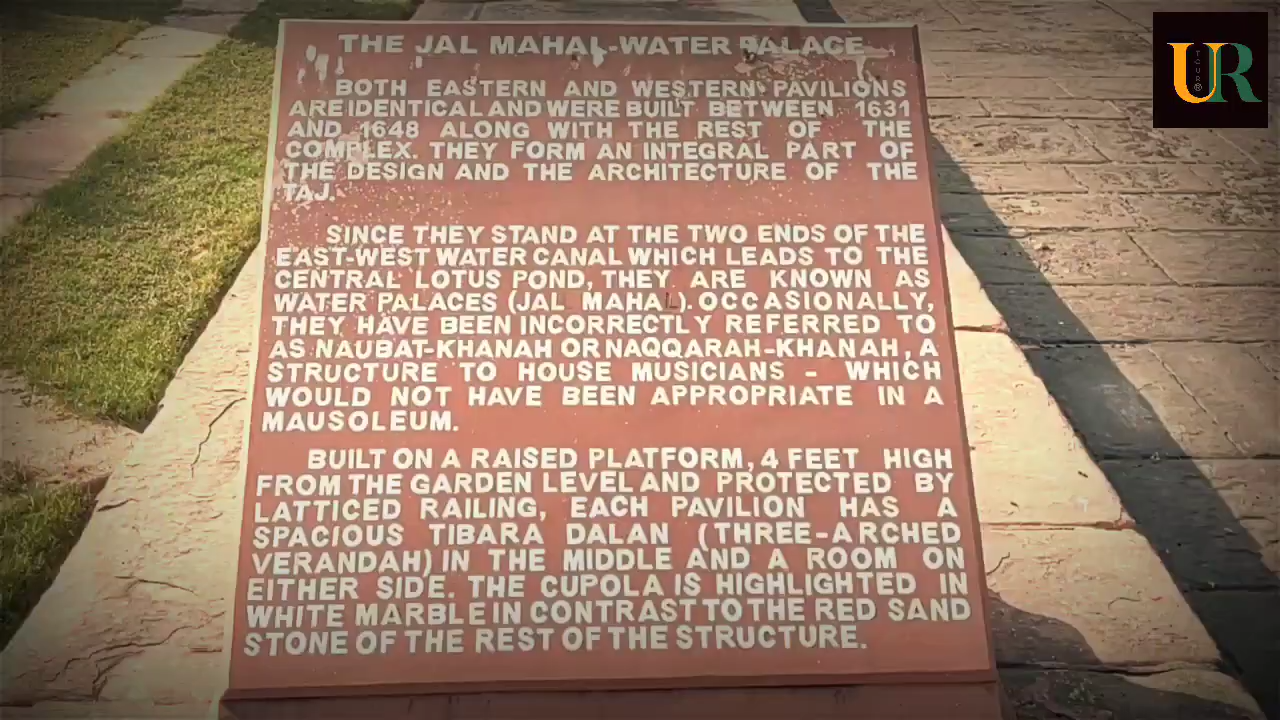 THE JAL MAHAL-WATER PALACE
BOTH EASTERN AND WESTERN PAVILIONS
ARE IDENTICAL AND WERE BUILT BETWEEN 1631
AND 1648 ALONG WITH THE REST OF THE
COMPLEX. THEY FORM AN INTEGRAL PART OF
THE DESIGN AND THE ARCHITECTURE OF THE
TAJ.
SINCE THEY STAND AT THE TWO ENDS OF THE
EAST-WEST WATER CANAL WHICH LEADS TO THE
CENTRAL LOTUS POND, THEY ARE KNOWN AS
WATER PALACES (JAL MAHAL). OCCASIONALLY,
THEY HAVE BEEN INCORRECTLY REFERRED TO
AS NAUBAT-KHANAH OR NAQQARAH-KHANAH, A
STRUCTURE TO HOUSE MUSICIANS - WHICH
WOULD NOT HAVE BEEN APPROPRIATE IN A
MAUSOLEUM.
BUILT ON A RAISED PLATFORM, 4 FEET HIGH
FROM THE GARDEN LEVEL AND PROTECTED BY
LATTICED RAILING, EACH PAVILION HAS A
SPACIOUS TIBARA DALAN (THREE-ARCHED
VERANDAH) IN THE MIDDLE AND A ROOM ON
EITHER SIDE. THE CUPOLA IS HIGHLIGHTED IN
WHITE MARBLE IN CONTRAST TO THE RED SAND
STONE OF THE REST OF THE STRUCTURE.
UR